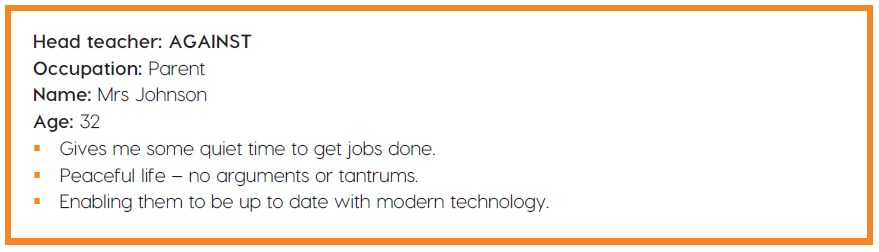 Head teacher: AGAINST
Occupation: Parent
Name: Mrs Johnson
Age: 32
▪ Gives me some quiet time to get jobs done.
▪ Peaceful life – no arguments or tantrums.
▪ Enabling them to be up to date with modern technology.